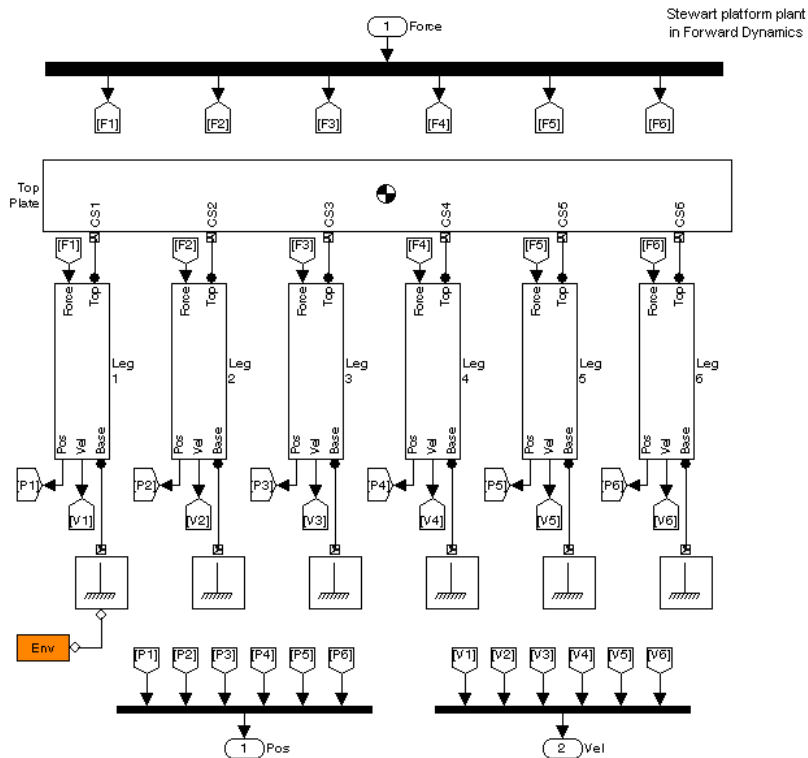 Stewart platform plant
in Forward Dynamics
1 Force
[F1] [F2] [F3] [F4] [F5] [F6]
Top
Plate
CS1 CS2 CS3 CS4 CS5 CS6
[F1] [F2] [F3] [F4] [F5] [F6]
Force Top Force Top Force Top Force Top Force Top Force Top
Leg
1
Leg
2
Leg
3
Leg
4
Leg
5
Leg
6
Pos Vel Base Pos Vel Base Pos Vel Base Pos Vel Base Pos Vel Base Pos Vel Base
[P1] [P2] [P3] [P4] [P5] [P6]
[V1] [V2] [V3] [V4] [V5] [V6]
Env
[P1] [P2] [P3] [P4] [P5] [P6]
[V1] [V2] [V3] [V4] [V5] [V6]
1 Pos
2 Vel